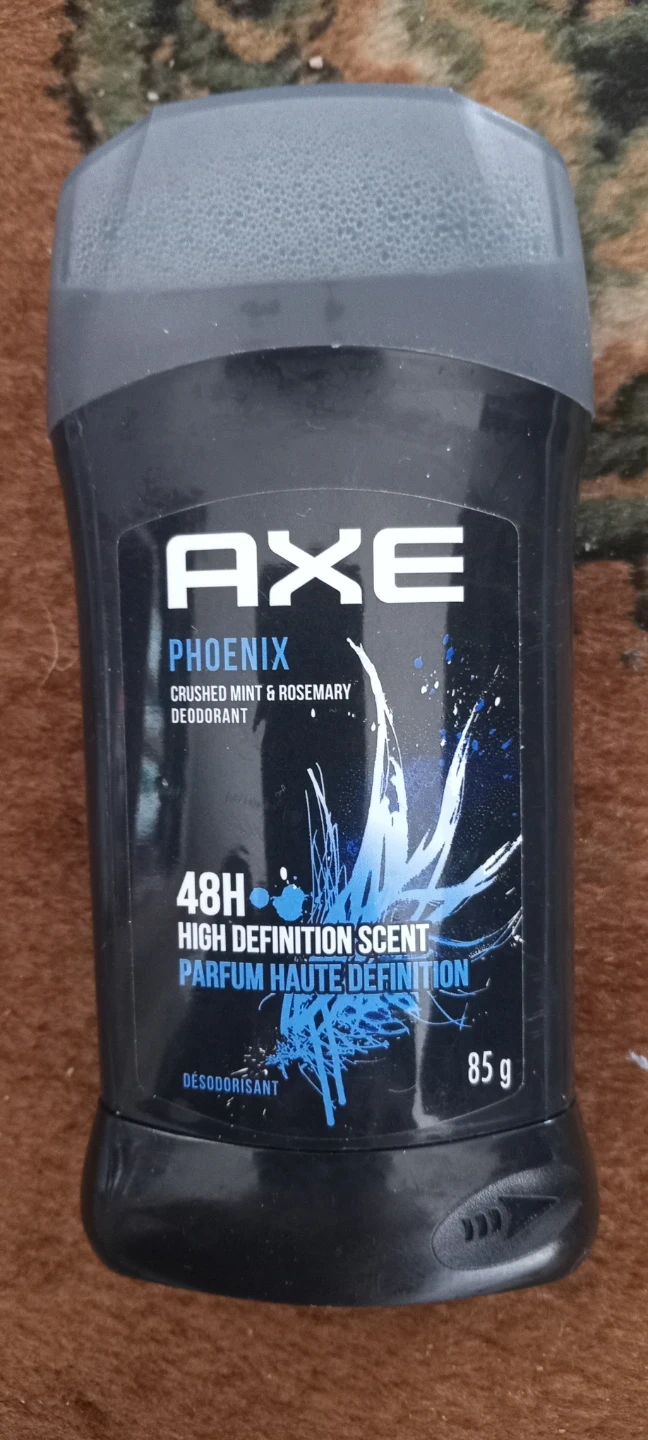 AXE
PHOENIX
CRUSHED MINT & ROSEMARY
DEODORANT
48H
HIGH DEFINITION SCENT
PARFUM HAUTE DÉFINITION
DÉSODORISANT
85 g